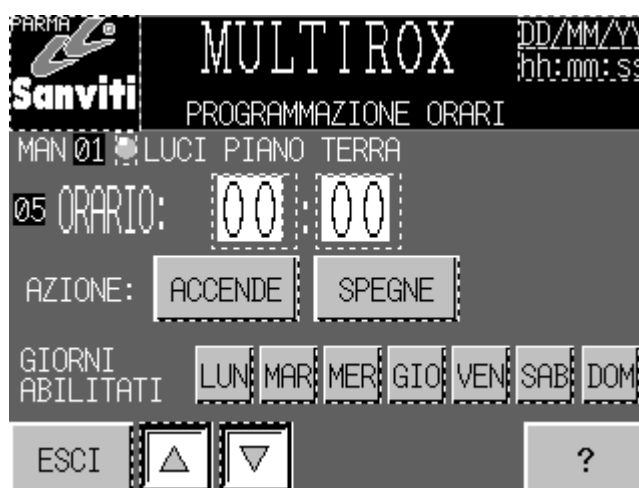 PARMA
Sanviti
MULTIROX
DD/MM/YY
hh:mm:ss
PROGRAMMAZIONE ORARI
MAN 01 LUCI PIANO TERRA
05 ORARIO: 00:00
AZIONE: ACCENDE SPEGNE
GIORNI
ABILITATI
LUN MAR MER GIO VEN SAB DOM
ESCI ?